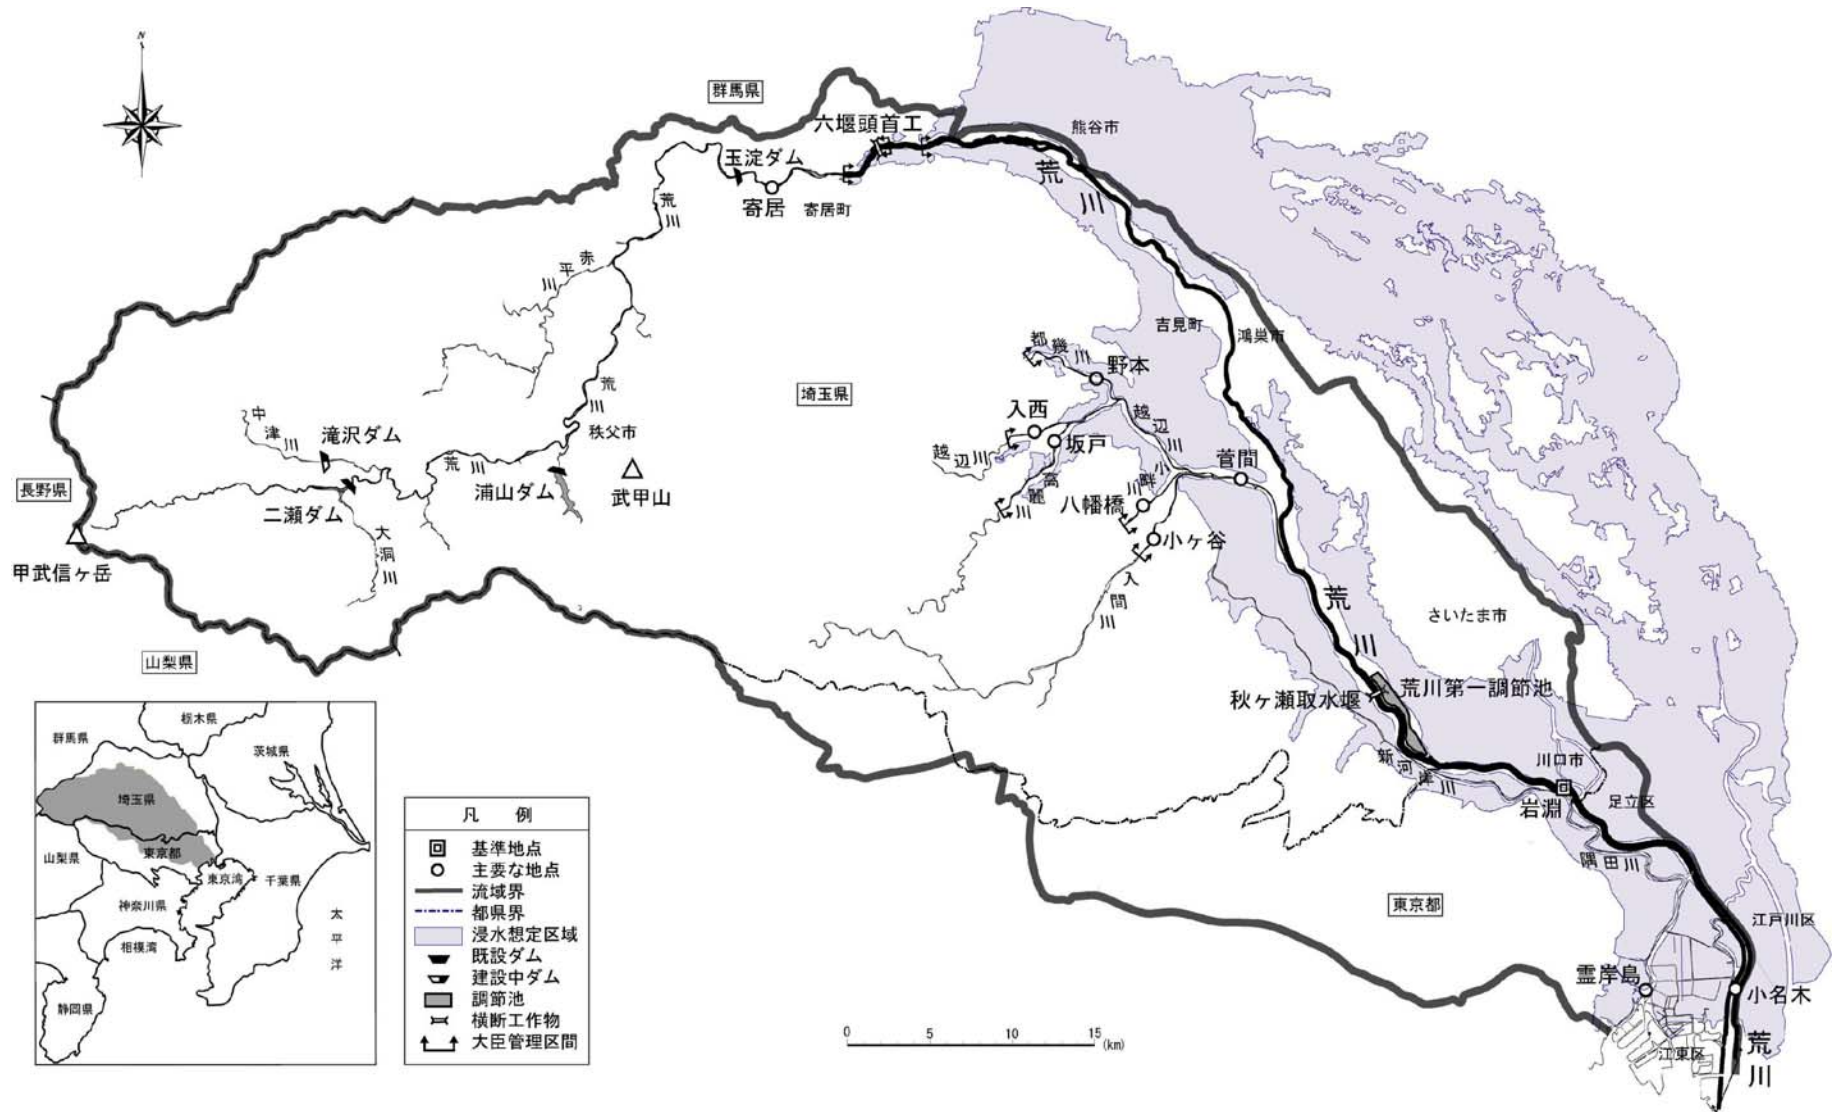 N
群馬県
熊谷市
六堰頭首工
玉淀ダム
荒川
寄居
寄居町
荒川
赤平川
吉見町
鴻巣市
都幾川
野本
荒川
埼玉県
入西
越辺川
中津川
滝沢ダム
秩父市
坂戸
越辺川
荒川
菅間
長野県
浦山ダム
武甲山
高麗川
小畔川
八幡橋
二瀬ダム
大洞川
小ヶ谷
甲武信ヶ岳
入間川
荒川
さいたま市
山梨県
秋ヶ瀬取水堰
荒川第一調節池
新河岸川
川口市
岩淵
足立区
隅田川
東京都
江戸川区
霊岸島
小名木
江東区
荒川
栃木県
群馬県
茨城県
埼玉県
山梨県
東京都
東京湾
千葉県
神奈川県
太平洋
相模湾
静岡県
凡 例
基準地点
主要な地点
流域界
都県界
浸水想定区域
既設ダム
建設中ダム
調節池
横断工作物
大臣管理区間
0 5 10 15 (km)